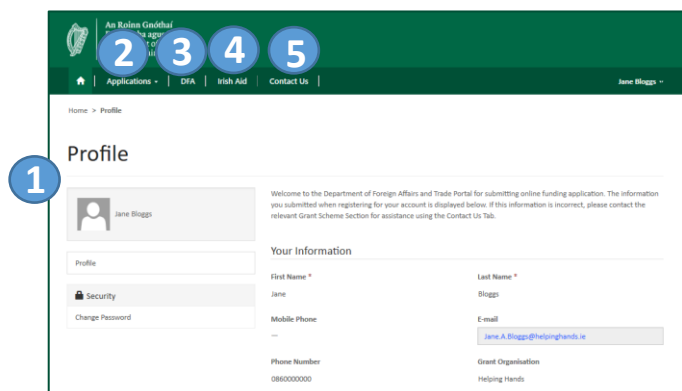 An Roinn Gnóthaí
2
3
4
5
Applications
DFA
Irish Aid
Contact Us
Jane Bloggs
Home > Profile
Profile
1
Jane Bloggs
Welcome to the Department of Foreign Affairs and Trade Portal for submitting online funding application. The information
you submitted when registering for your account is displayed below. If this information is incorrect, please contact the
relevant Grant Scheme Section for assistance using the Contact Us Tab.
Profile
Security
Change Password
Your Information
First Name *
Last Name *
Jane
Bloggs
Mobile Phone
E-mail
—
Jane.A.Bloggs@helpinghands.ie
Phone Number
Grant Organisation
0860000000
Helping Hands